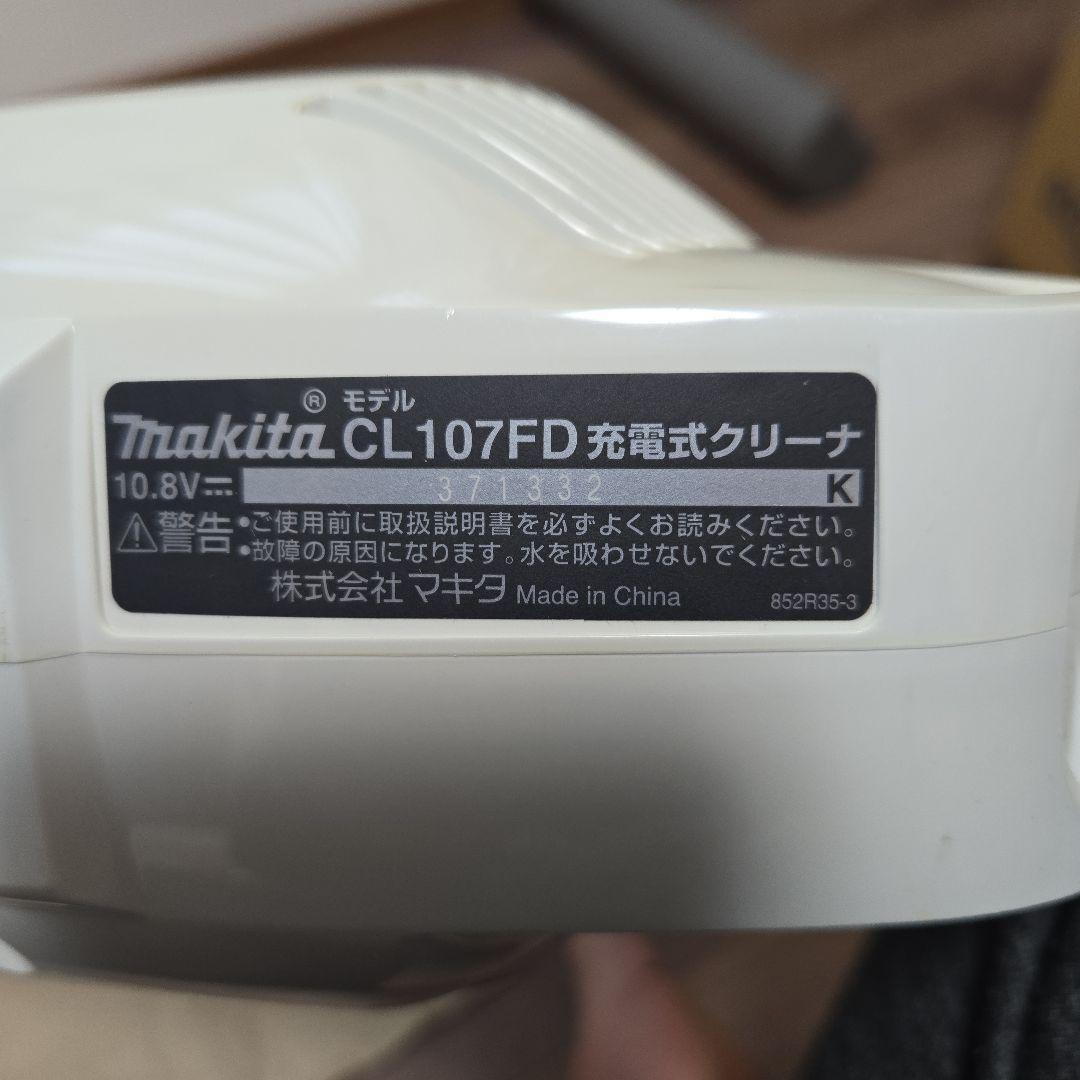 makita® モデル CL107FD 充電式クリーナ
10.8V⎓ 371332 K
⚠警告 •ご使用前に取扱説明書を必ずよくお読みください。
•故障の原因になります。水を吸わせないでください。
株式会社 マキタ Made in China 852R35-3